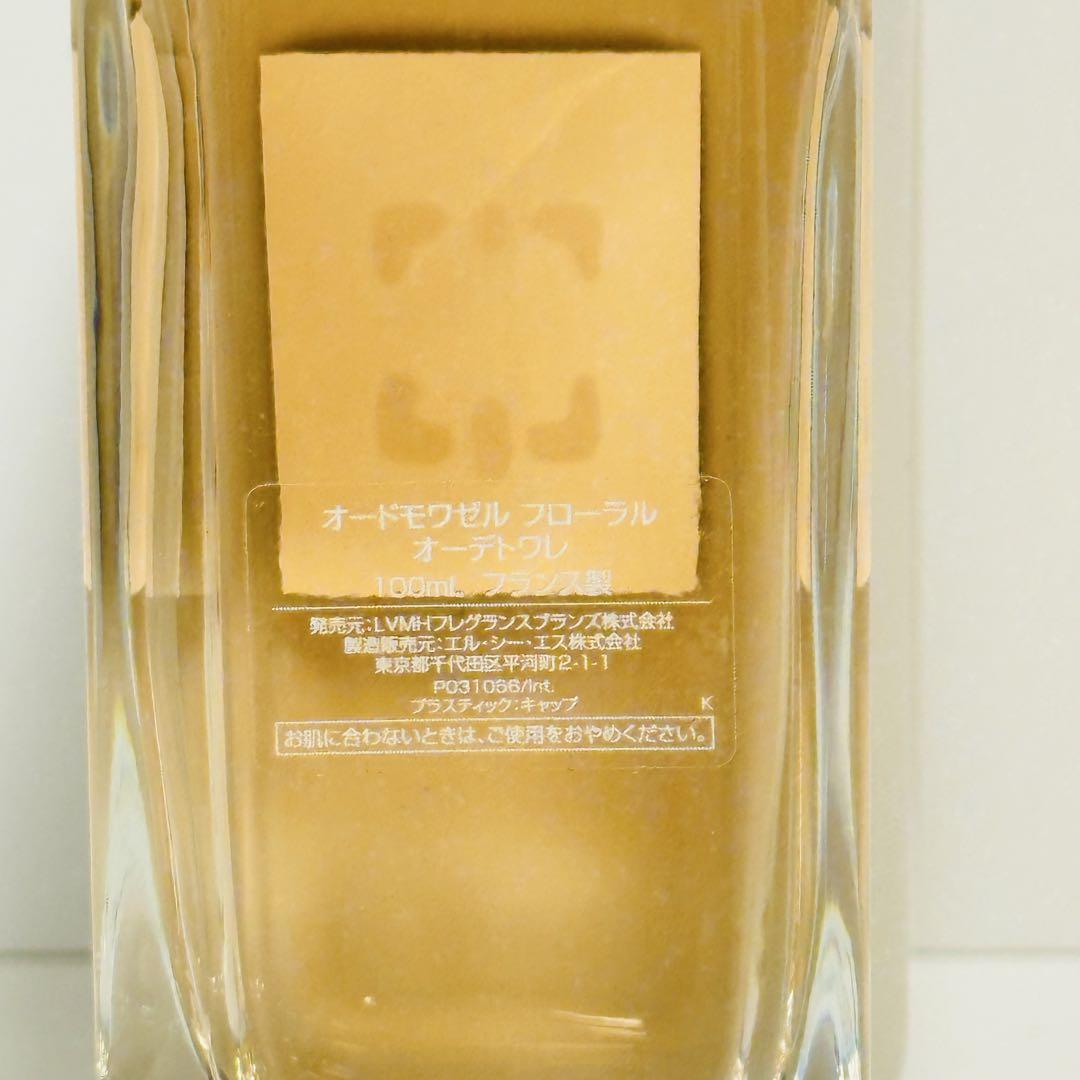 オードモワゼル フローラル
オーデトワレ
100mL フランス製
発売元:LVMHフレグランスブランズ株式会社
製造販売元:エル・シー・エス株式会社
東京都千代田区平河町2-1-1
P031066/Int.
プラスティック:キャップ K
お肌に合わないときは、ご使用をおやめください。